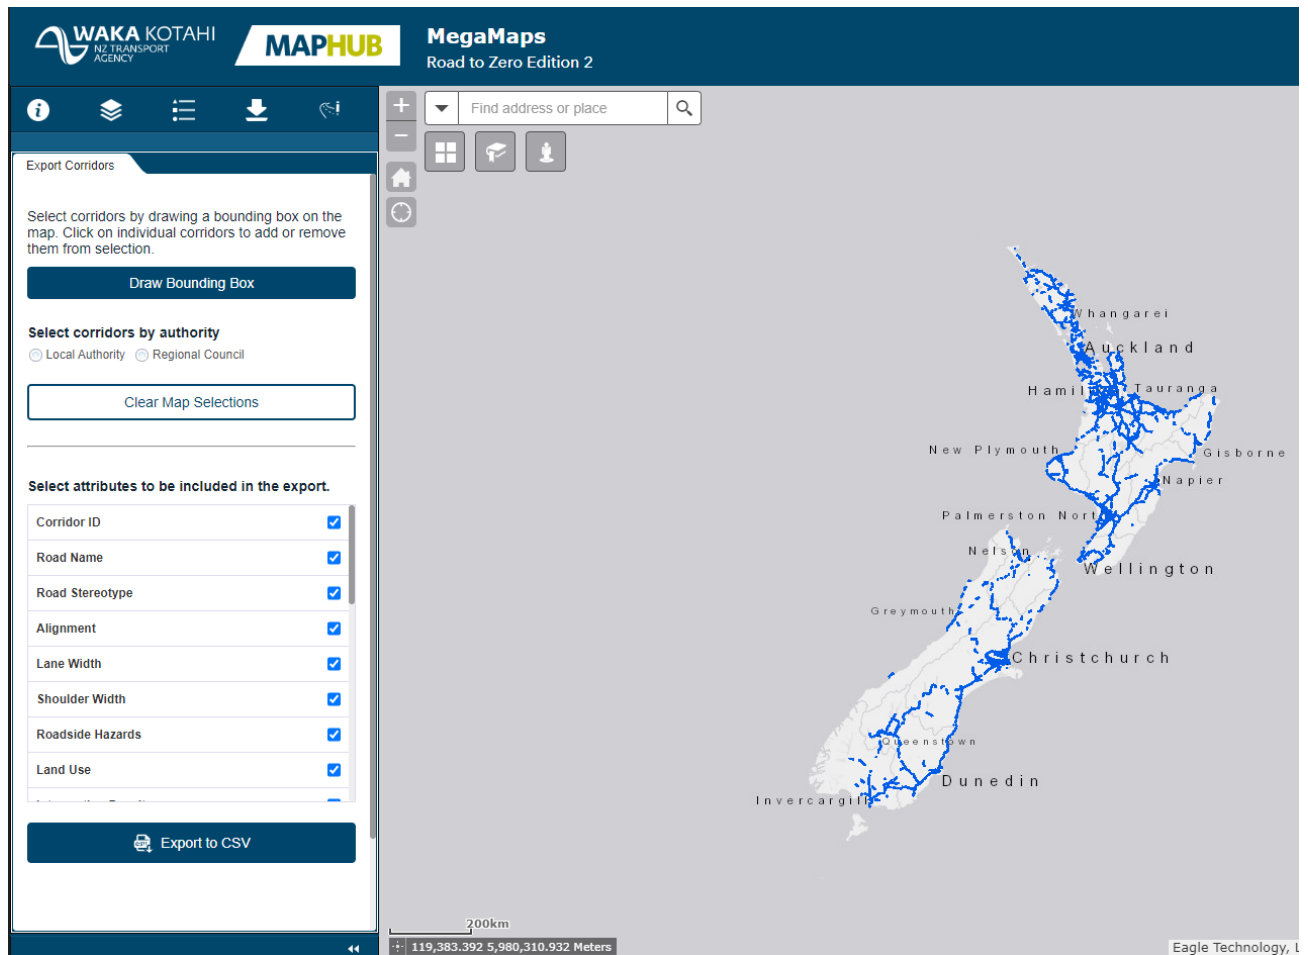 WAKA KOTAHI
NZ TRANSPORT
AGENCY
MAPHUB
MegaMaps
Road to Zero Edition 2
Find address or place
Export Corridors
Select corridors by drawing a bounding box on the
map. Click on individual corridors to add or remove
them from selection.
Draw Bounding Box
Select corridors by authority
Local Authority Regional Council
Clear Map Selections
Select attributes to be included in the export.
Corridor ID
Road Name
Road Stereotype
Alignment
Lane Width
Shoulder Width
Roadside Hazards
Land Use
Export to CSV
Whangarei
Auckland
Hamil
Tauranga
New Plymouth
Gisborne
Napier
Palmerston Nort
Nelson
Wellington
Greymouth
Christchurch
Queenstown
Dunedin
Invercargill
200km
119,383.392 5,980,310.932 Meters
Eagle Technology, L